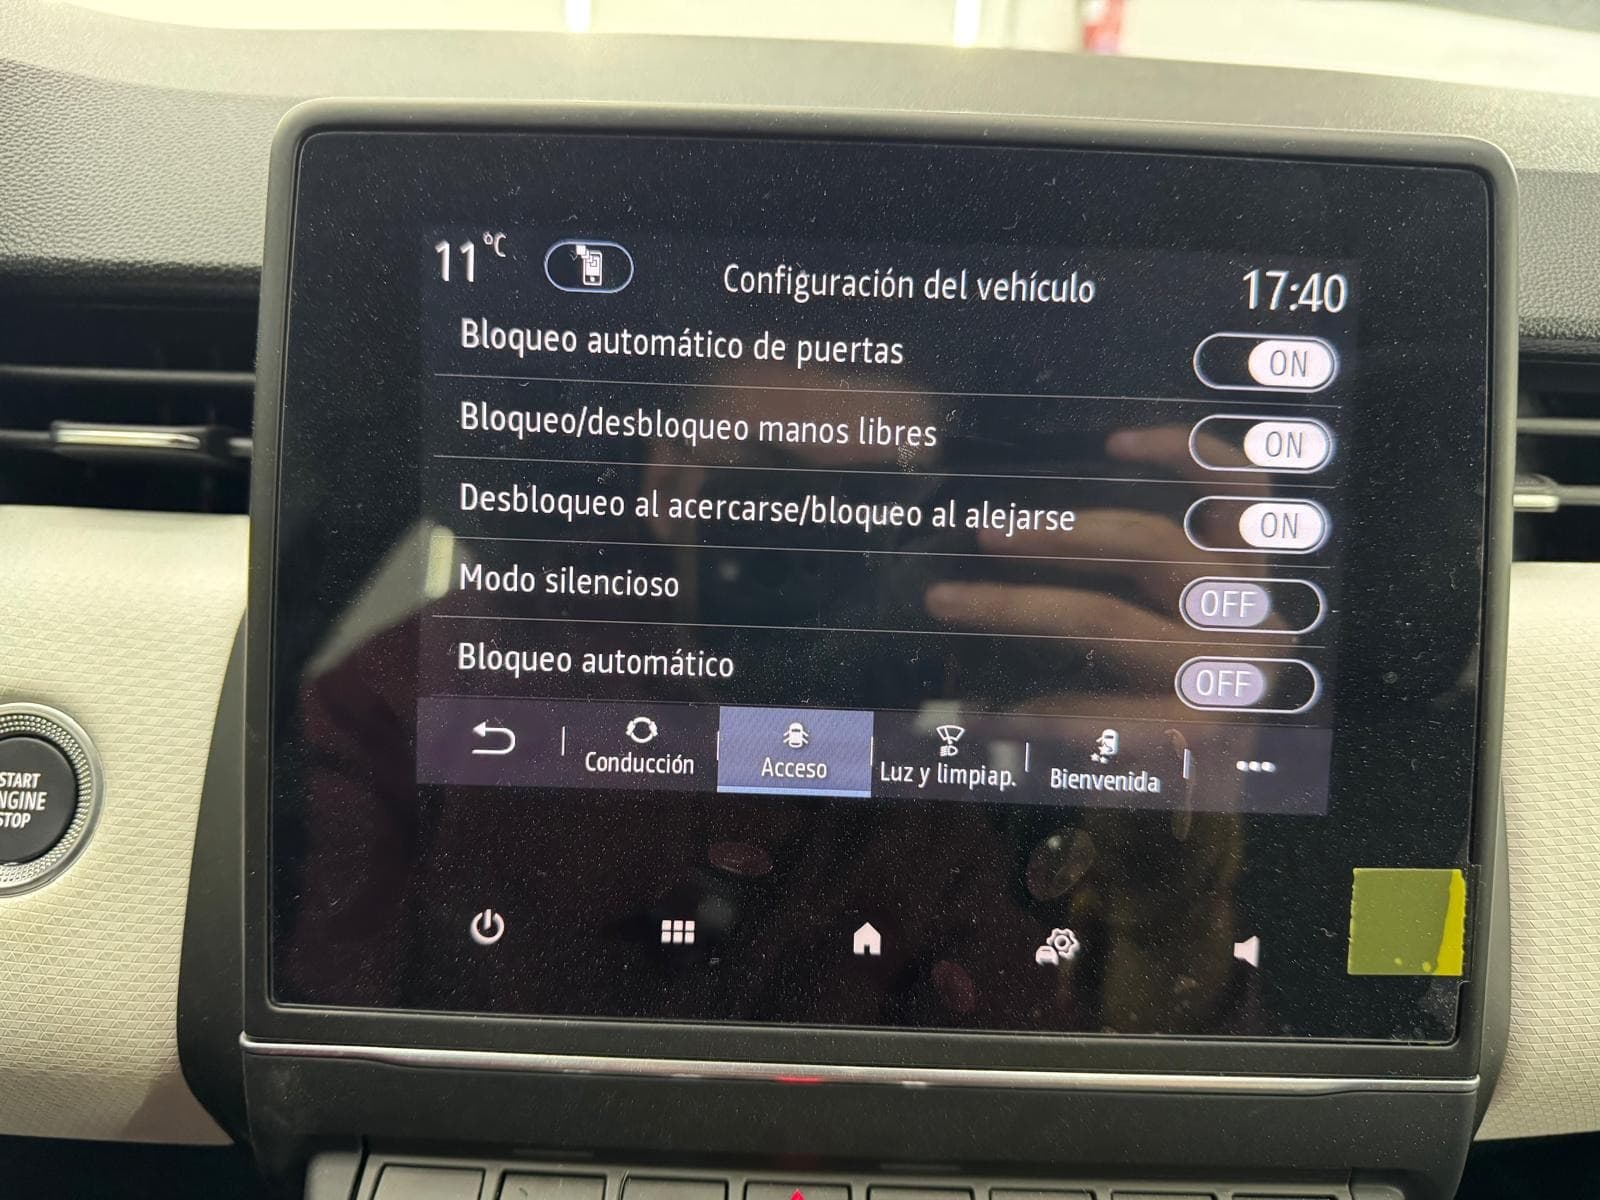 11°C
Configuración del vehículo
17:40
Bloqueo automático de puertas ON
Bloqueo/desbloqueo manos libres ON
Desbloqueo al acercarse/bloqueo al alejarse ON
Modo silencioso OFF
Bloqueo automático OFF
Conducción
Acceso
Luz y limpiap.
Bienvenida
START
NGINE
STOP